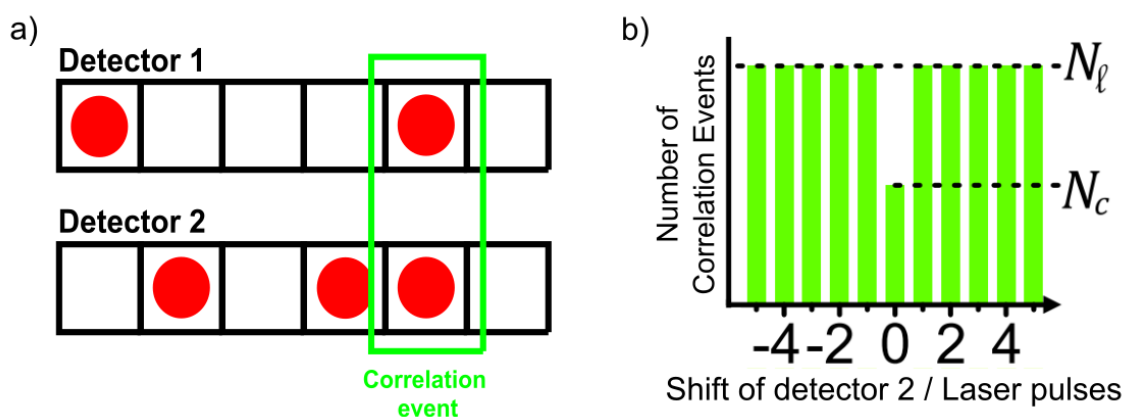 a)
Detector 1
Detector 2
Correlation
event
b)
Number of
Correlation Events
Nℓ
Nc
-4 -2 0 2 4
Shift of detector 2 / Laser pulses